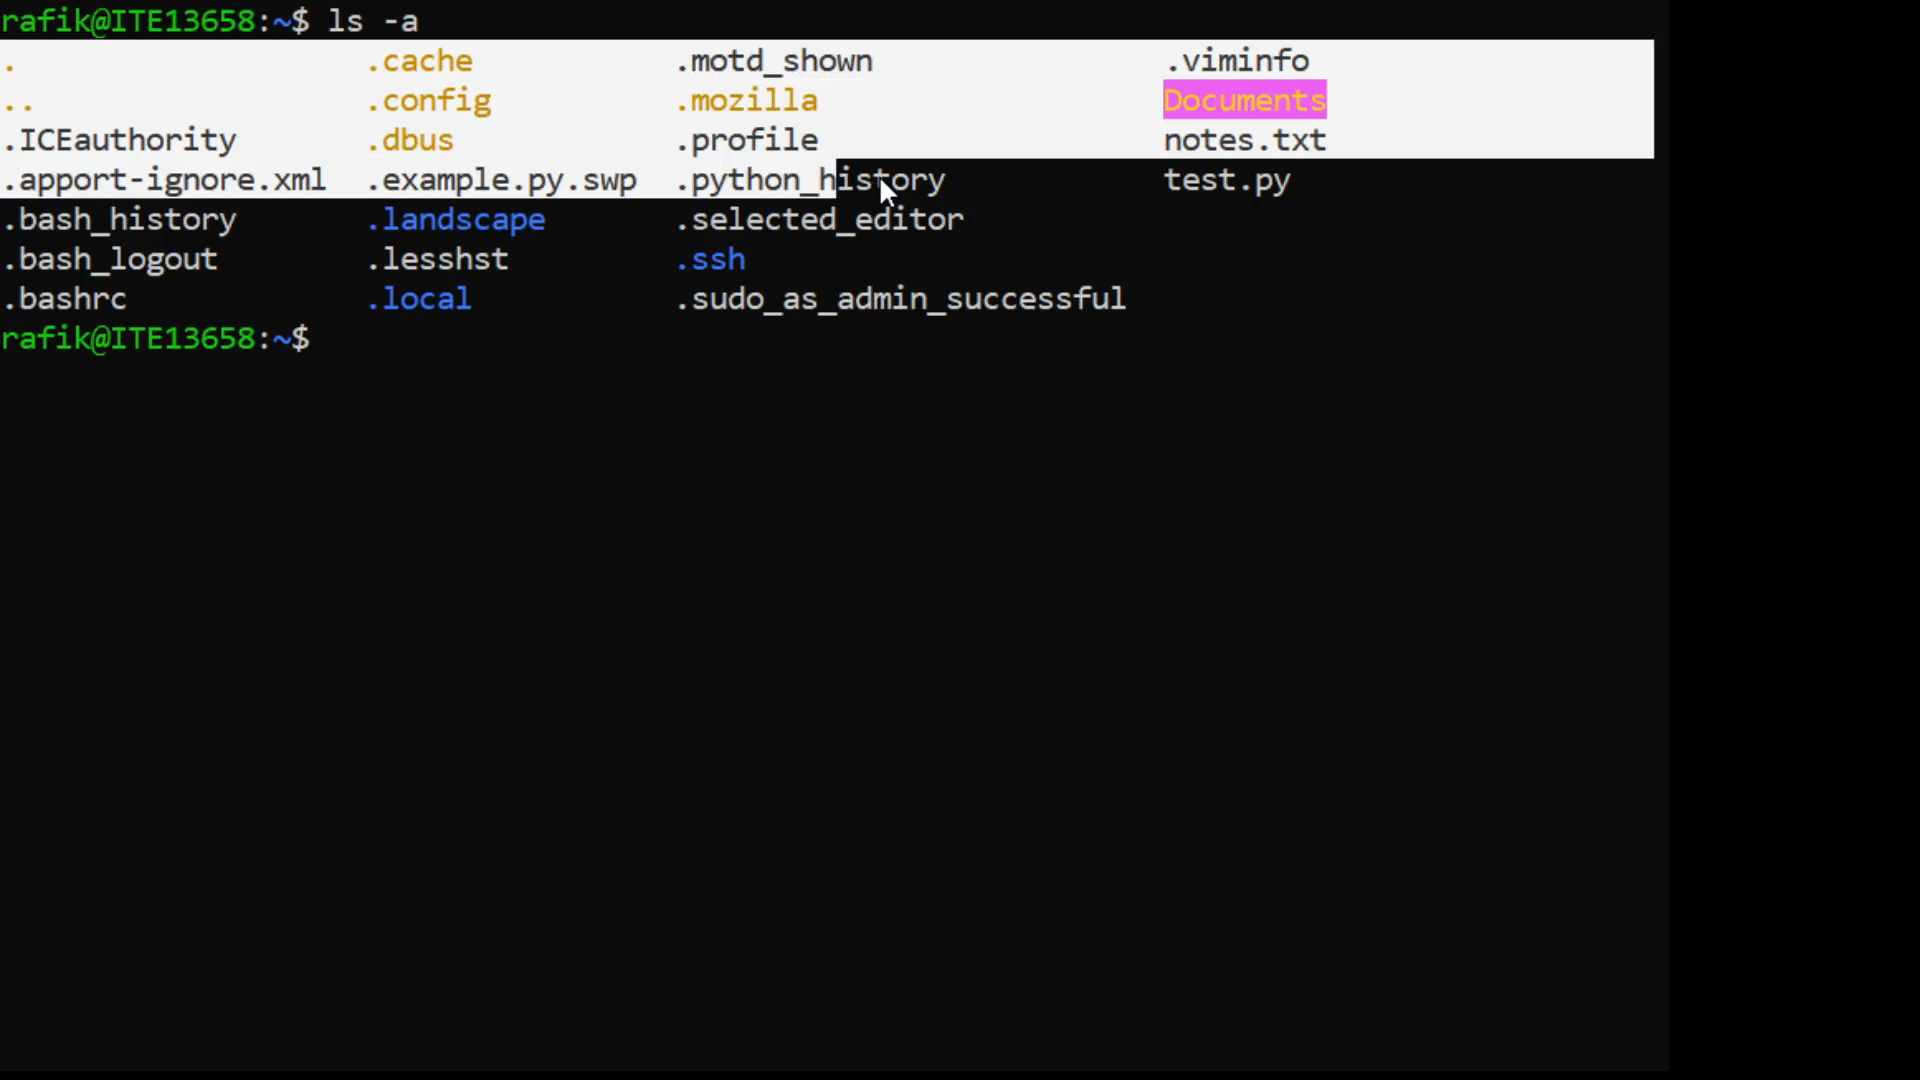 rafik@ITE13658:~$ ls -a
. .cache .motd_shown .viminfo
.. .config .mozilla Documents
.ICEauthority .dbus .profile notes.txt
.apport-ignore.xml .example.py.swp .python_history test.py
.bash_history .landscape .selected_editor
.bash_logout .lesshst .ssh
.bashrc .local .sudo_as_admin_successful
rafik@ITE13658:~$